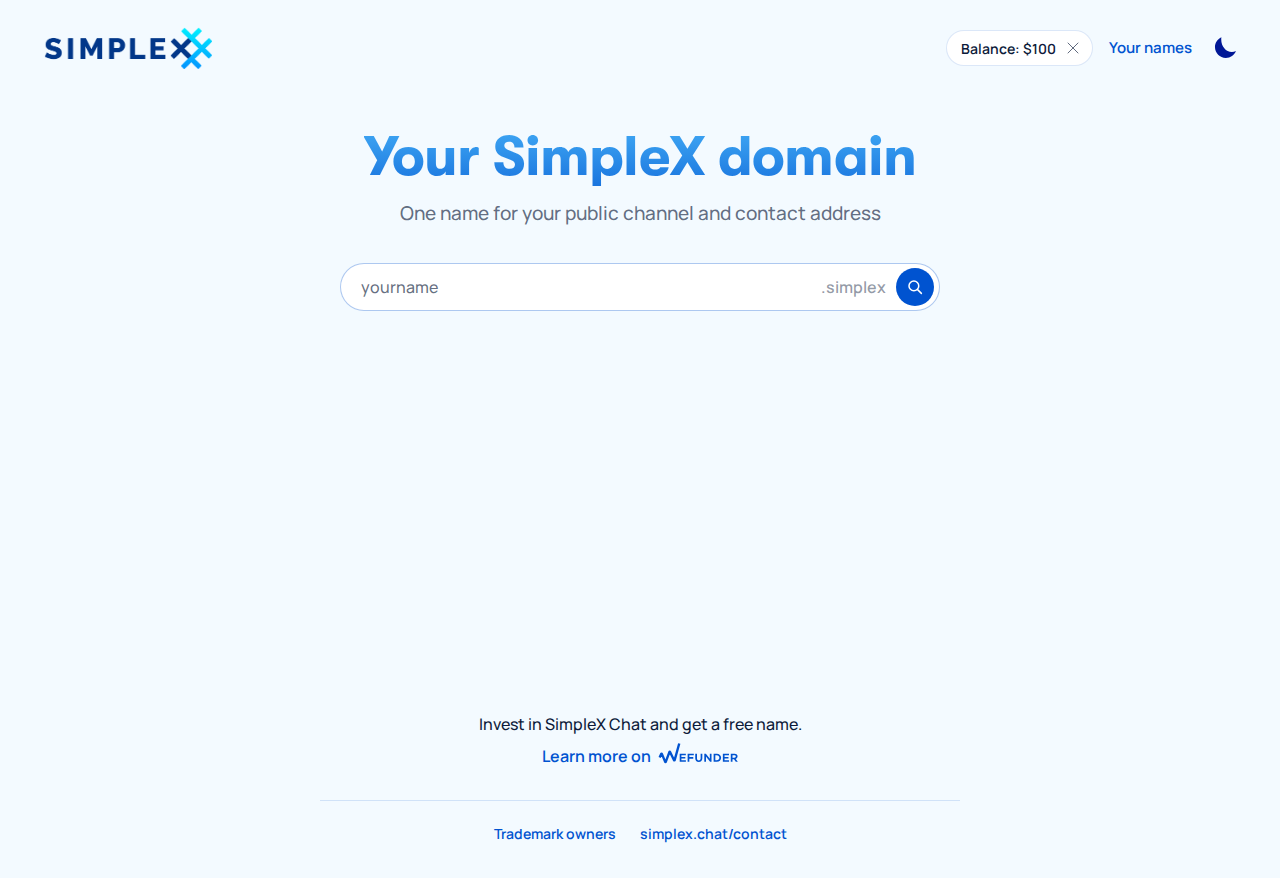 SIMPLEX
Balance: $100
Your names
Your SimpleX domain
One name for your public channel and contact address
yourname
.simplex
Invest in SimpleX Chat and get a free name.
Learn more on WEFUNDER
Trademark owners
simplex.chat/contact